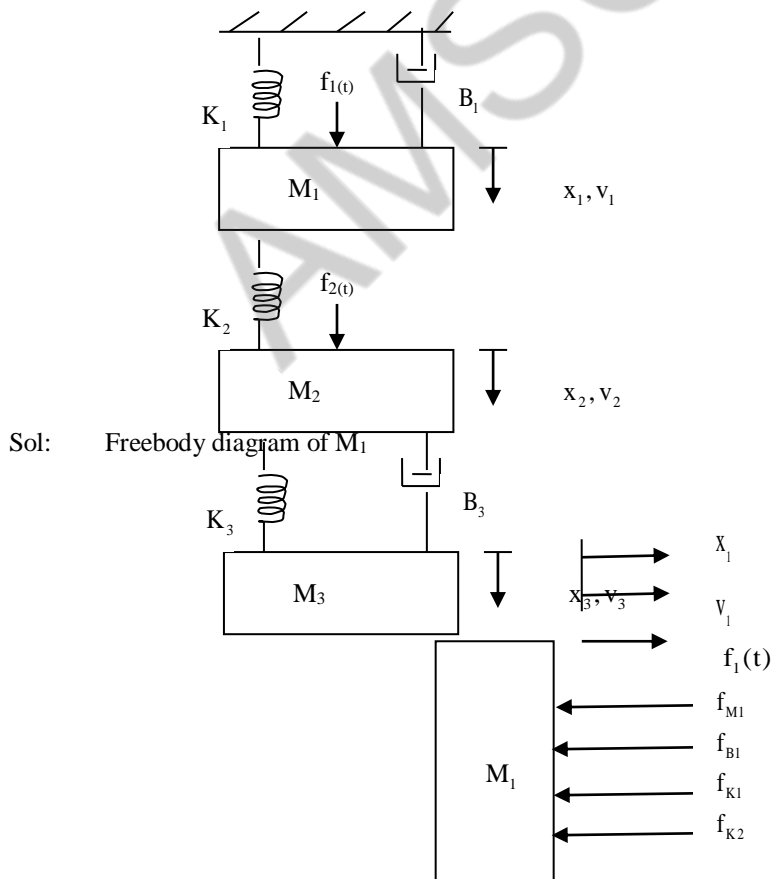 AMSC
f1(t)
B1
K1
M1
x1, v1
f2(t)
K2
M2
x2, v2
Sol: Freebody diagram of M1
B3
K3
X1
M3
x3, v3
V1
f1(t)
fM1
fB1
M1
fK1
fK2